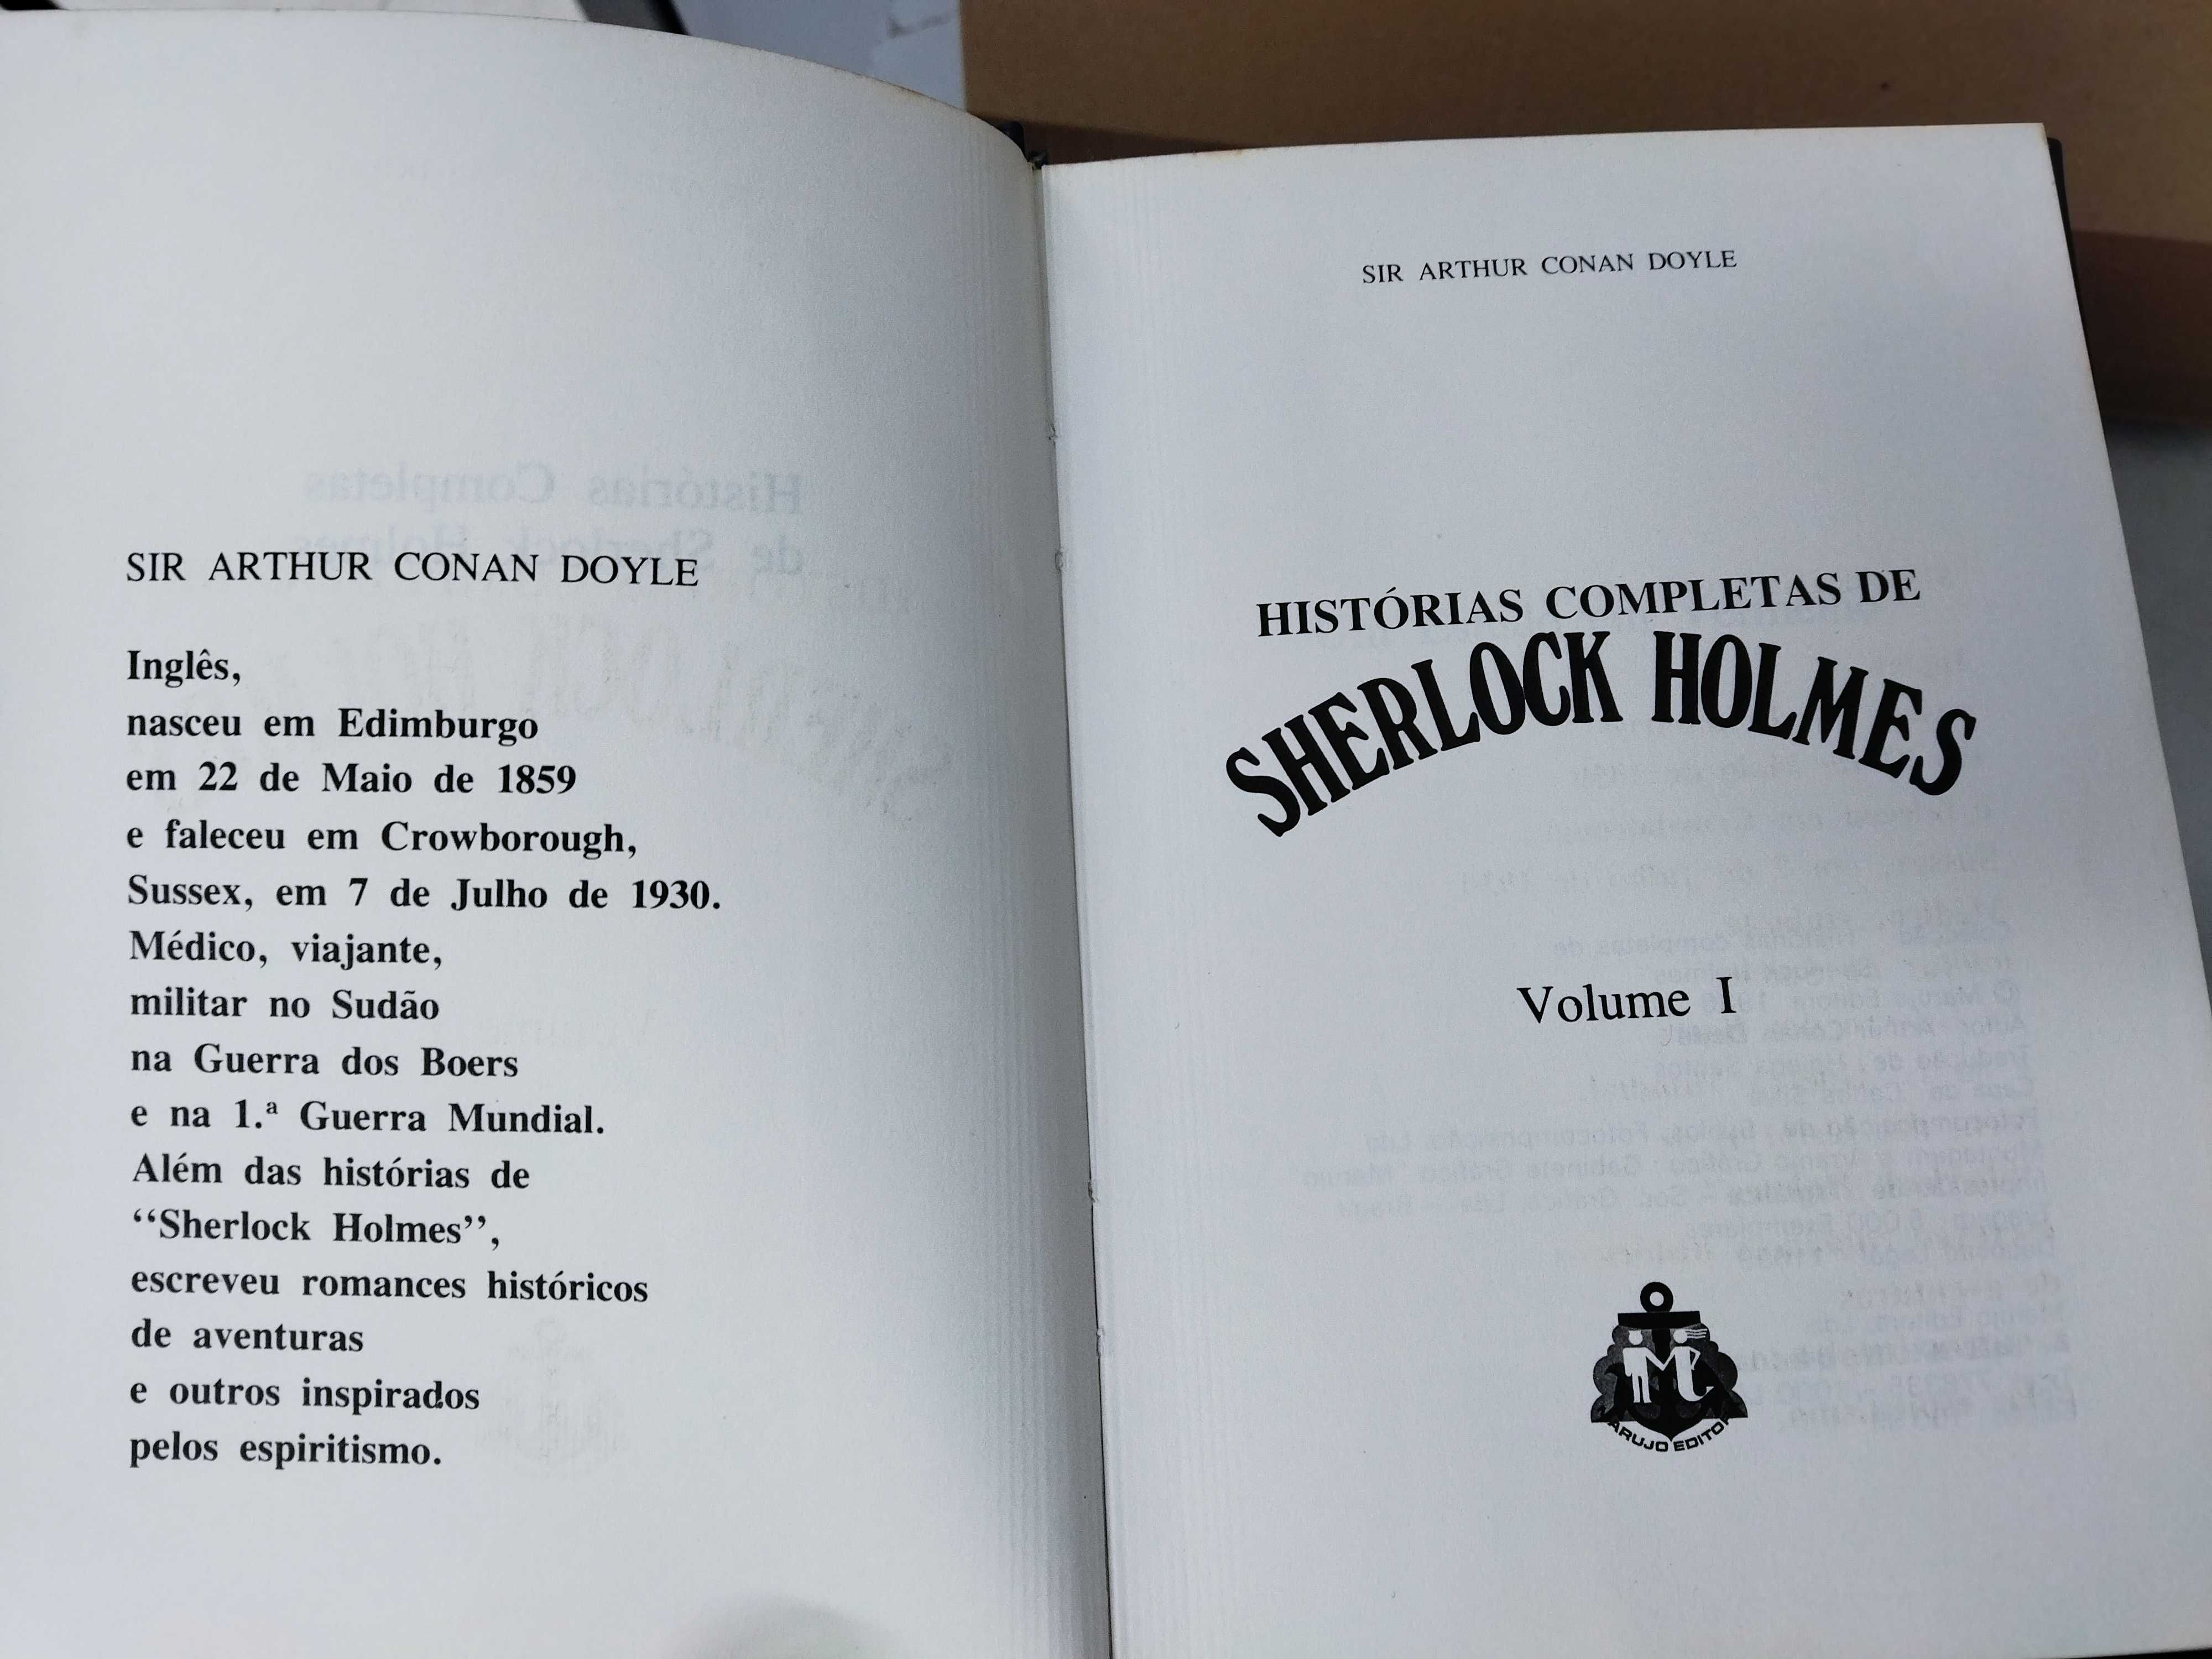 SIR ARTHUR CONAN DOYLE
Inglês,
nasceu em Edimburgo
em 22 de Maio de 1859
e faleceu em Crowborough,
Sussex, em 7 de Julho de 1930.
Médico, viajante,
militar no Sudão
na Guerra dos Boers
e na 1.ª Guerra Mundial.
Além das histórias de
“Sherlock Holmes”,
escreveu romances históricos
de aventuras
e outros inspirados
pelos espiritismo.
SIR ARTHUR CONAN DOYLE
HISTÓRIAS COMPLETAS DE
SHERLOCK HOLMES
Volume I